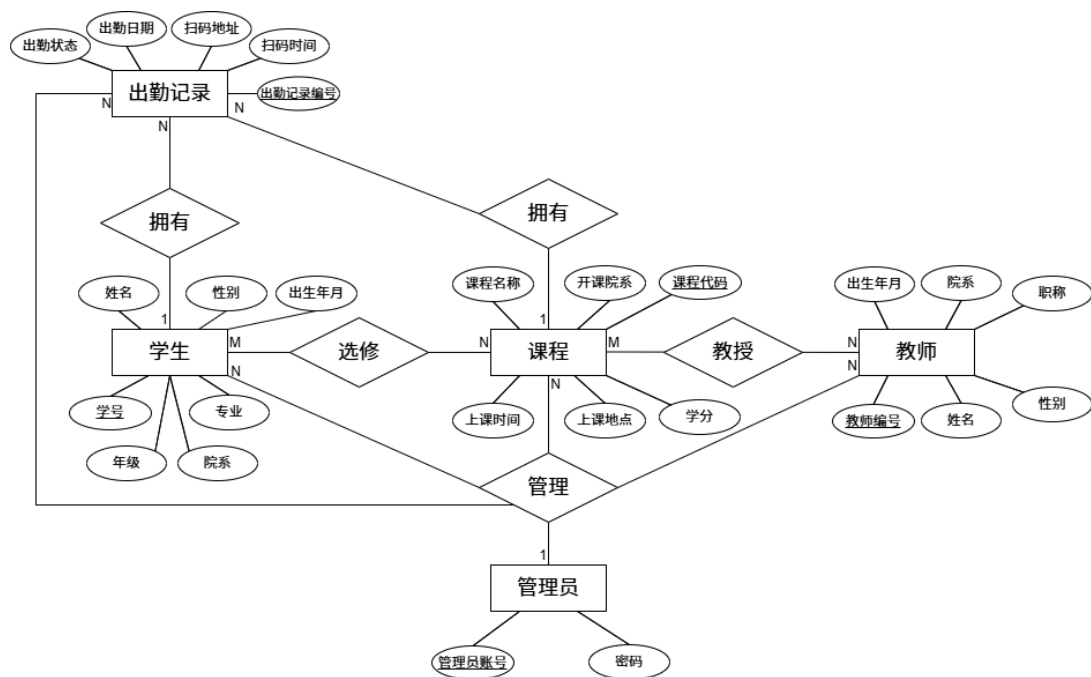 出勤状态
出勤日期
扫码地址
扫码时间
出勤记录
出勤记录编号
N
N
N
拥有
拥有
姓名
性别
出生年月
课程名称
开课院系
课程代码
出生年月
院系
职称
1
1
学生
M
选修
N
课程
M
教授
N
教师
N
N
N
学号
专业
上课时间
上课地点
学分
教师编号
姓名
性别
年级
院系
管理
1
管理员
管理员账号
密码